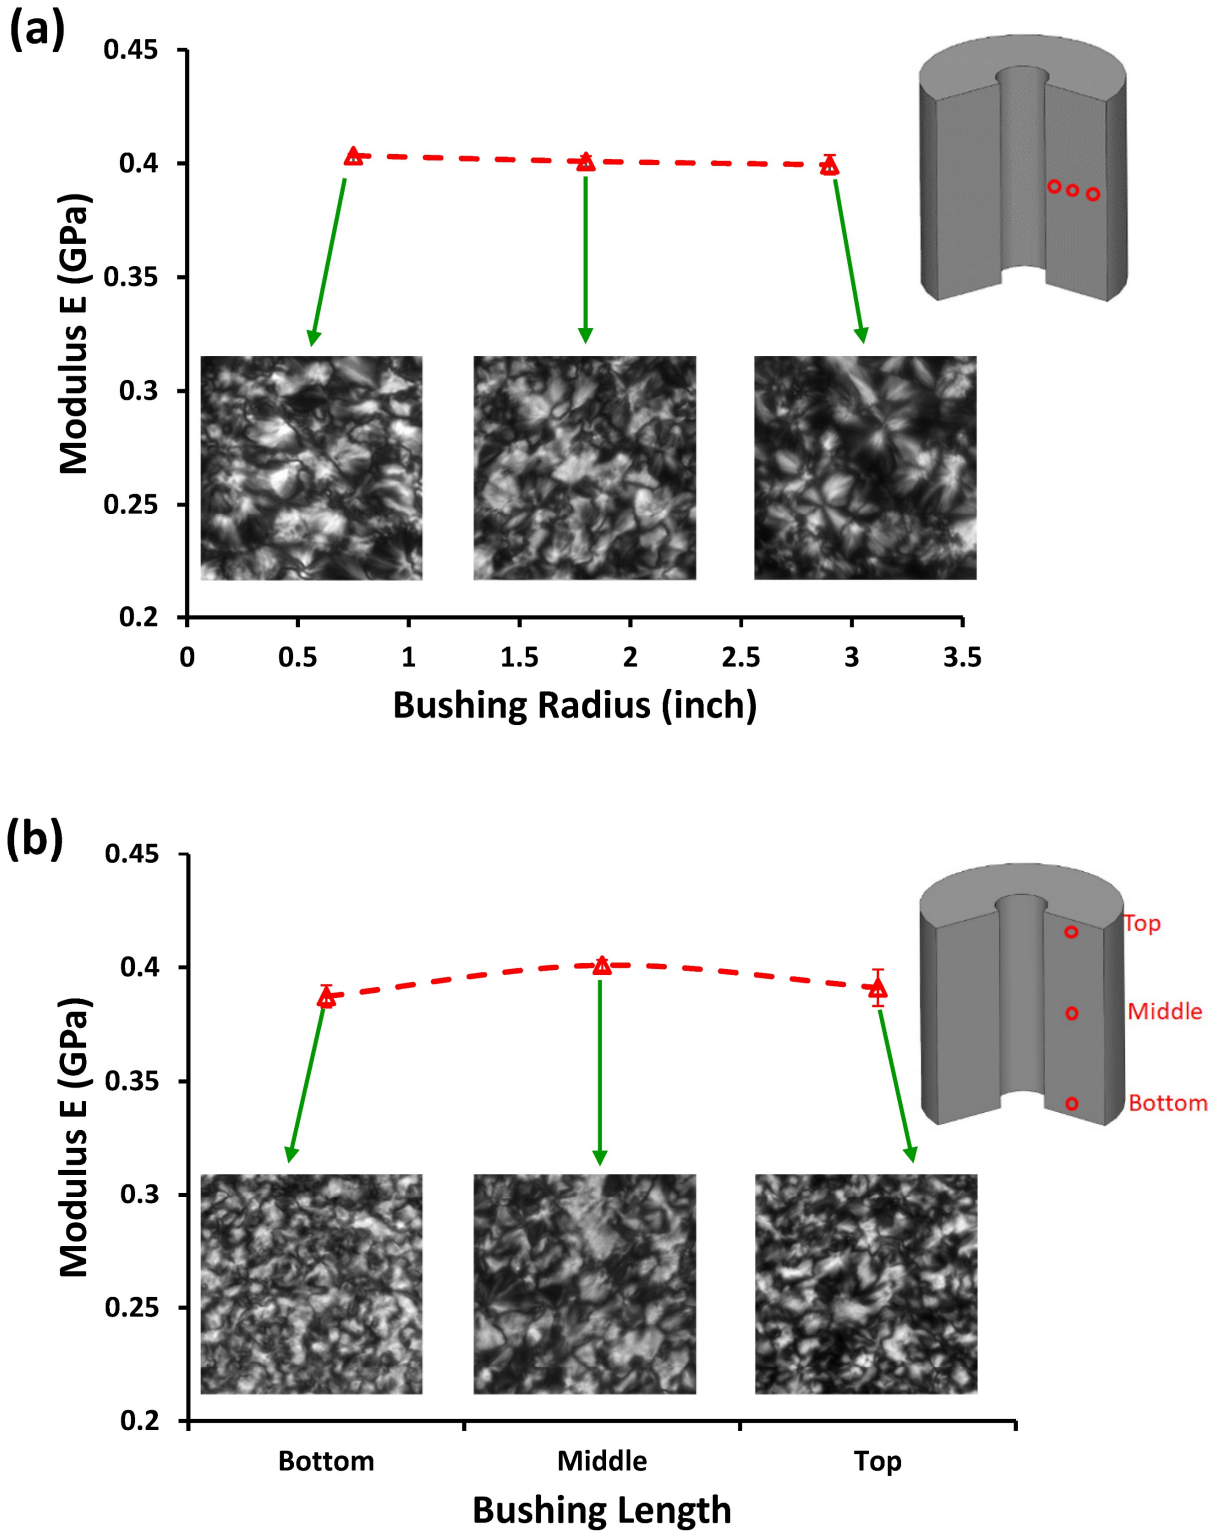 (a)
0.45
0.4
0.35
0.3
0.25
0.2
Modulus E (GPa)
0 0.5 1 1.5 2 2.5 3 3.5
Bushing Radius (inch)
(b)
0.45
0.4
0.35
0.3
0.25
0.2
Modulus E (GPa)
Top
Middle
Bottom
Bottom Middle Top
Bushing Length